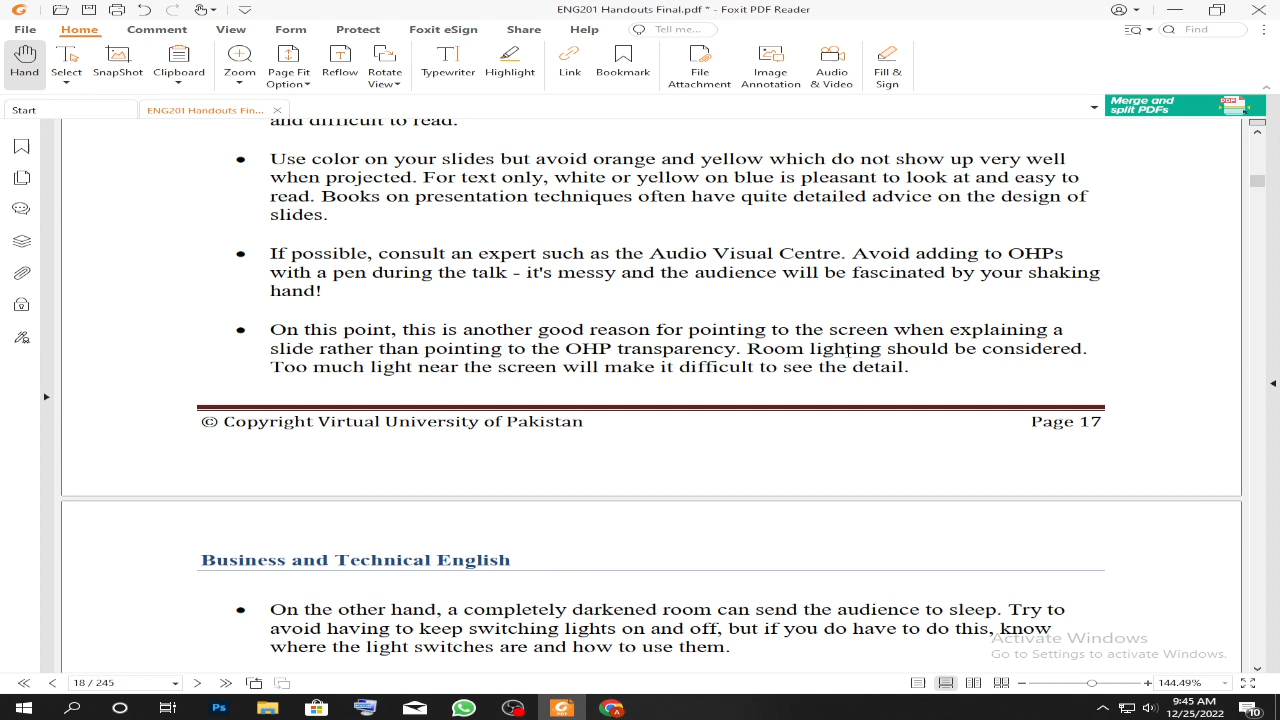 ENG201 Handouts Final.pdf * - Foxit PDF Reader
File Home Comment View Form Protect Foxit eSign Share Help Tell me... Find
Hand Select SnapShot Clipboard Zoom Page Fit Option Reflow Rotate View Typewriter Highlight Link Bookmark File Attachment Image Annotation Audio & Video Fill & Sign
Start ENG201 Handouts Fin... Merge and split PDFs
and difficult to read.
• Use color on your slides but avoid orange and yellow which do not show up very well
when projected. For text only, white or yellow on blue is pleasant to look at and easy to
read. Books on presentation techniques often have quite detailed advice on the design of
slides.
• If possible, consult an expert such as the Audio Visual Centre. Avoid adding to OHPs
with a pen during the talk - it's messy and the audience will be fascinated by your shaking
hand!
• On this point, this is another good reason for pointing to the screen when explaining a
slide rather than pointing to the OHP transparency. Room lighting should be considered.
Too much light near the screen will make it difficult to see the detail.
© Copyright Virtual University of Pakistan Page 17
Business and Technical English
• On the other hand, a completely darkened room can send the audience to sleep. Try to
avoid having to keep switching lights on and off, but if you do have to do this, know
where the light switches are and how to use them.
Activate Windows
Go to Settings to activate Windows.
18 / 245 144.49%
Ps 9:45 AM
12/25/2022 10